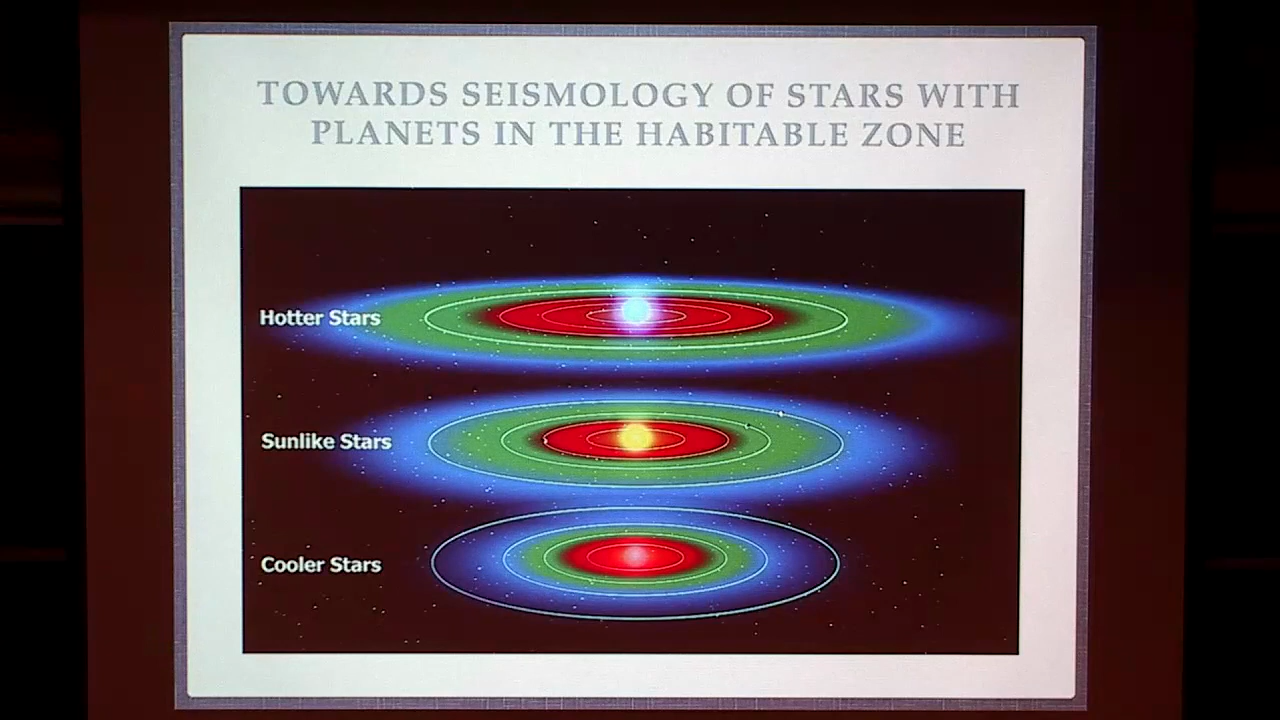 TOWARDS SEISMOLOGY OF STARS WITH
PLANETS IN THE HABITABLE ZONE
Hotter Stars
Sunlike Stars
Cooler Stars